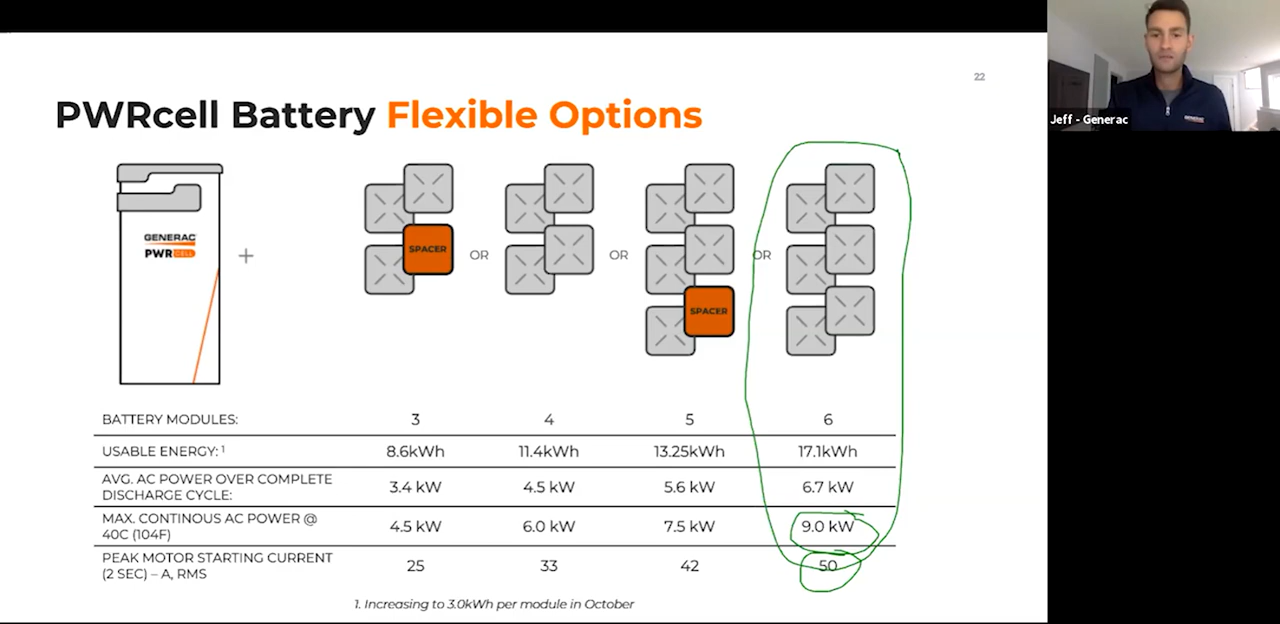 22
Jeff - Generac
PWRcell Battery Flexible Options
GENERAC
PWRCELL
+
SPACER
OR
OR
SPACER
OR
BATTERY MODULES: 3 4 5 6
USABLE ENERGY: 1 8.6kWh 11.4kWh 13.25kWh 17.1kWh
AVG. AC POWER OVER COMPLETE
DISCHARGE CYCLE: 3.4 kW 4.5 kW 5.6 kW 6.7 kW
MAX. CONTINOUS AC POWER @
40C (104F) 4.5 kW 6.0 kW 7.5 kW 9.0 kW
PEAK MOTOR STARTING CURRENT
(2 SEC) – A, RMS 25 33 42 50
1. Increasing to 3.0kWh per module in October